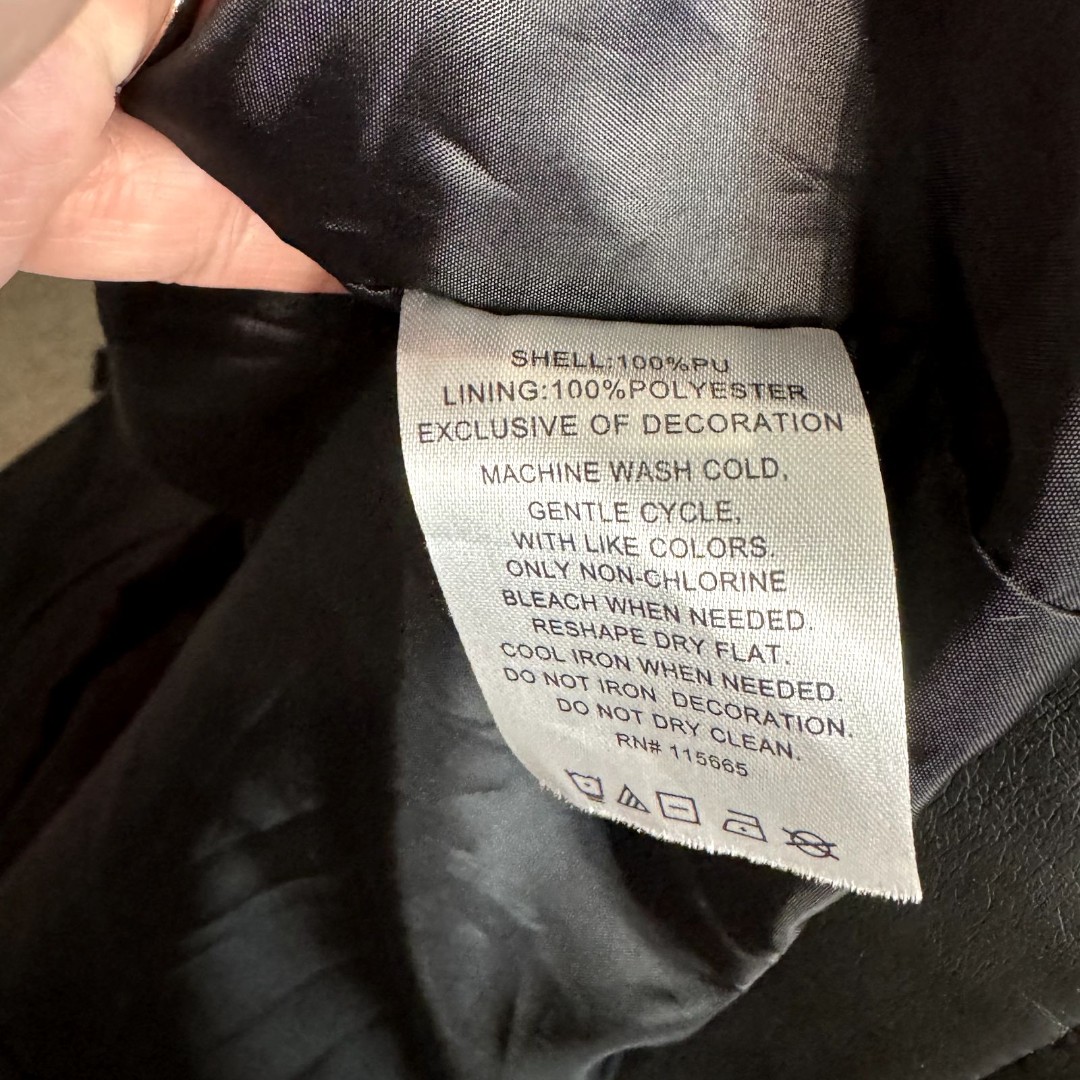 SHELL:100%PU
LINING:100%POLYESTER
EXCLUSIVE OF DECORATION
MACHINE WASH COLD,
GENTLE CYCLE,
WITH LIKE COLORS.
ONLY NON-CHLORINE
BLEACH WHEN NEEDED.
RESHAPE DRY FLAT.
COOL IRON WHEN NEEDED.
DO NOT IRON DECORATION.
DO NOT DRY CLEAN.
RN# 115665